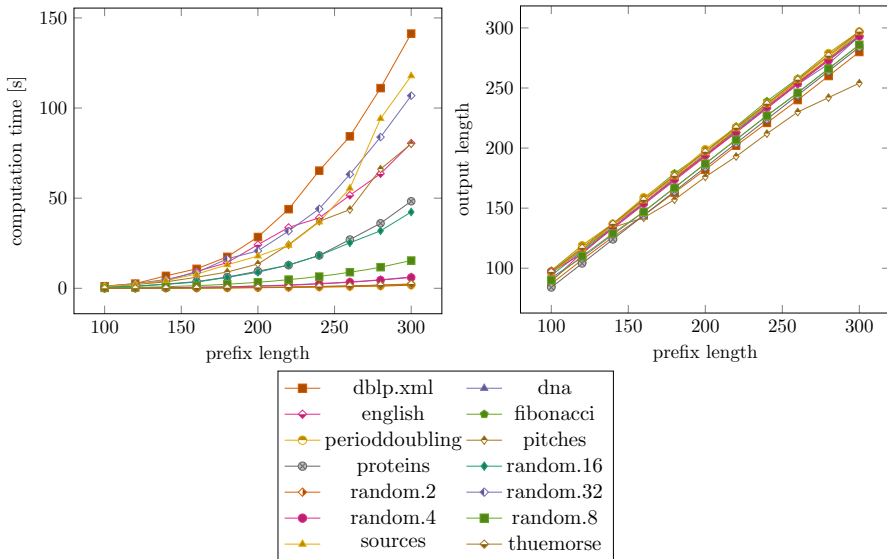 150
100
50
0
computation time [s]
100
150
200
250
300
prefix length
300
250
200
150
100
output length
100
150
200
250
300
prefix length
dblp.xml
dna
english
fibonacci
perioddoubling
pitches
proteins
random.16
random.2
random.32
random.4
random.8
sources
thuemorse